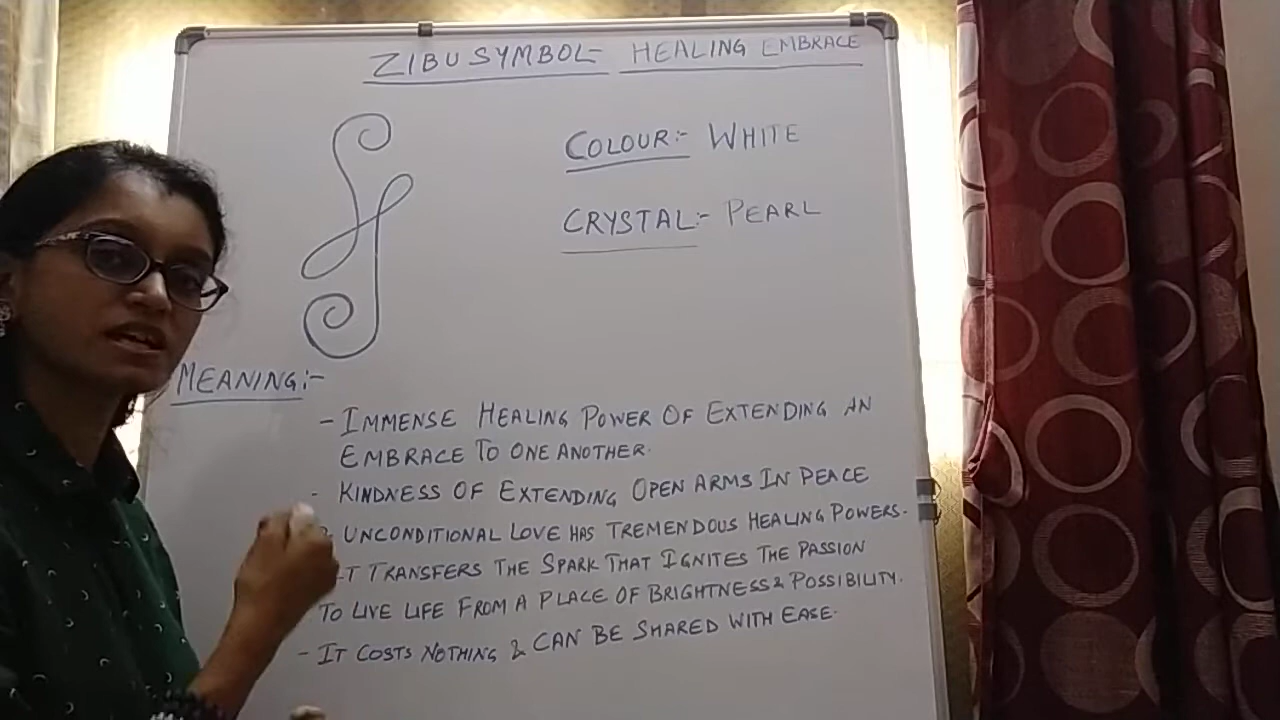 ZIBU SYMBOL - HEALING EMBRACE
COLOUR:- WHITE
CRYSTAL:- PEARL
MEANING:-
- IMMENSE HEALING POWER OF EXTENDING AN
EMBRACE TO ONE ANOTHER.
- KINDNESS OF EXTENDING OPEN ARMS IN PEACE
UNCONDITIONAL LOVE HAS TREMENDOUS HEALING POWERS.
IT TRANSFERS THE SPARK THAT IGNITES THE PASSION
TO LIVE LIFE FROM A PLACE OF BRIGHTNESS & POSSIBILITY.
- IT COSTS NOTHING & CAN BE SHARED WITH EASE.